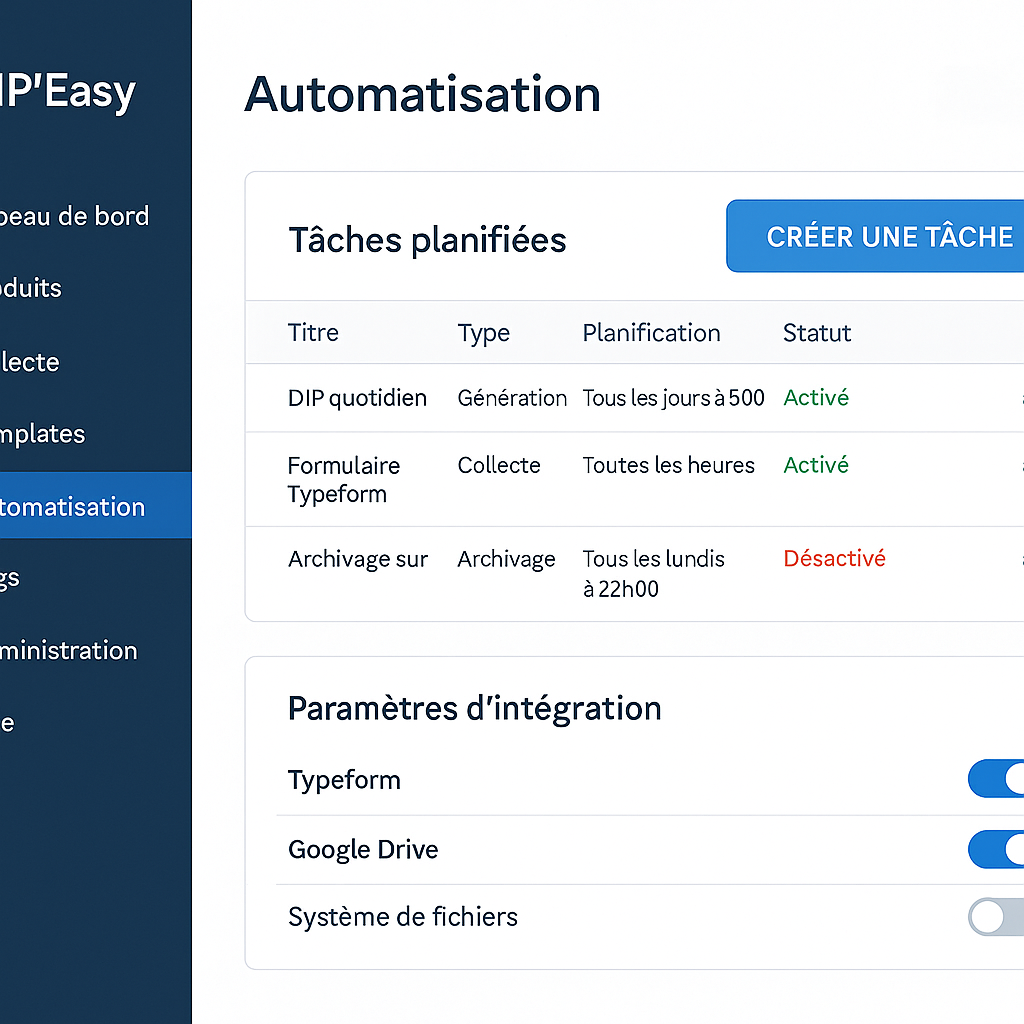 IP'Easy
beau de bord
oduits
lecte
mplates
tomatisation
gs
ministration
e
Automatisation
Tâches planifiées
CRÉER UNE TÂCHE
Titre Type Planification Statut
DIP quotidien Génération Tous les jours à 500 Activé
Formulaire Typeform Collecte Toutes les heures Activé
Archivage sur Archivage Tous les lundis à 22h00 Désactivé
Paramètres d'intégration
Typeform
Google Drive
Système de fichiers